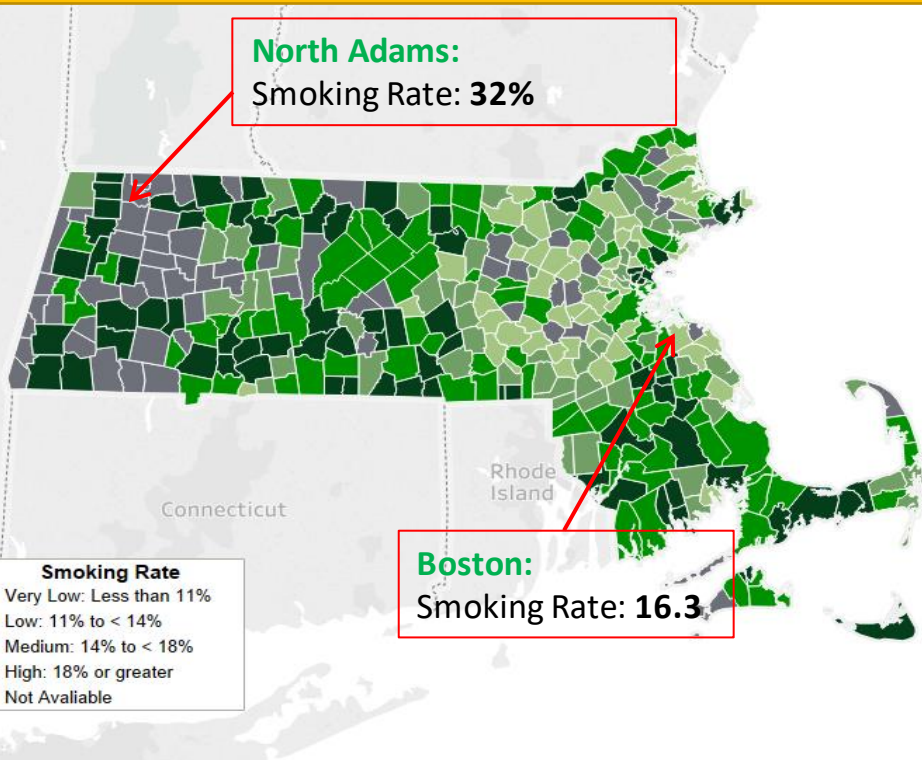 North Adams:
Smoking Rate: 32%
Rhode
Island
Connecticut
Boston:
Smoking Rate: 16.3
Smoking Rate
Very Low: Less than 11%
Low: 11% to < 14%
Medium: 14% to < 18%
High: 18% or greater
Not Avaliable